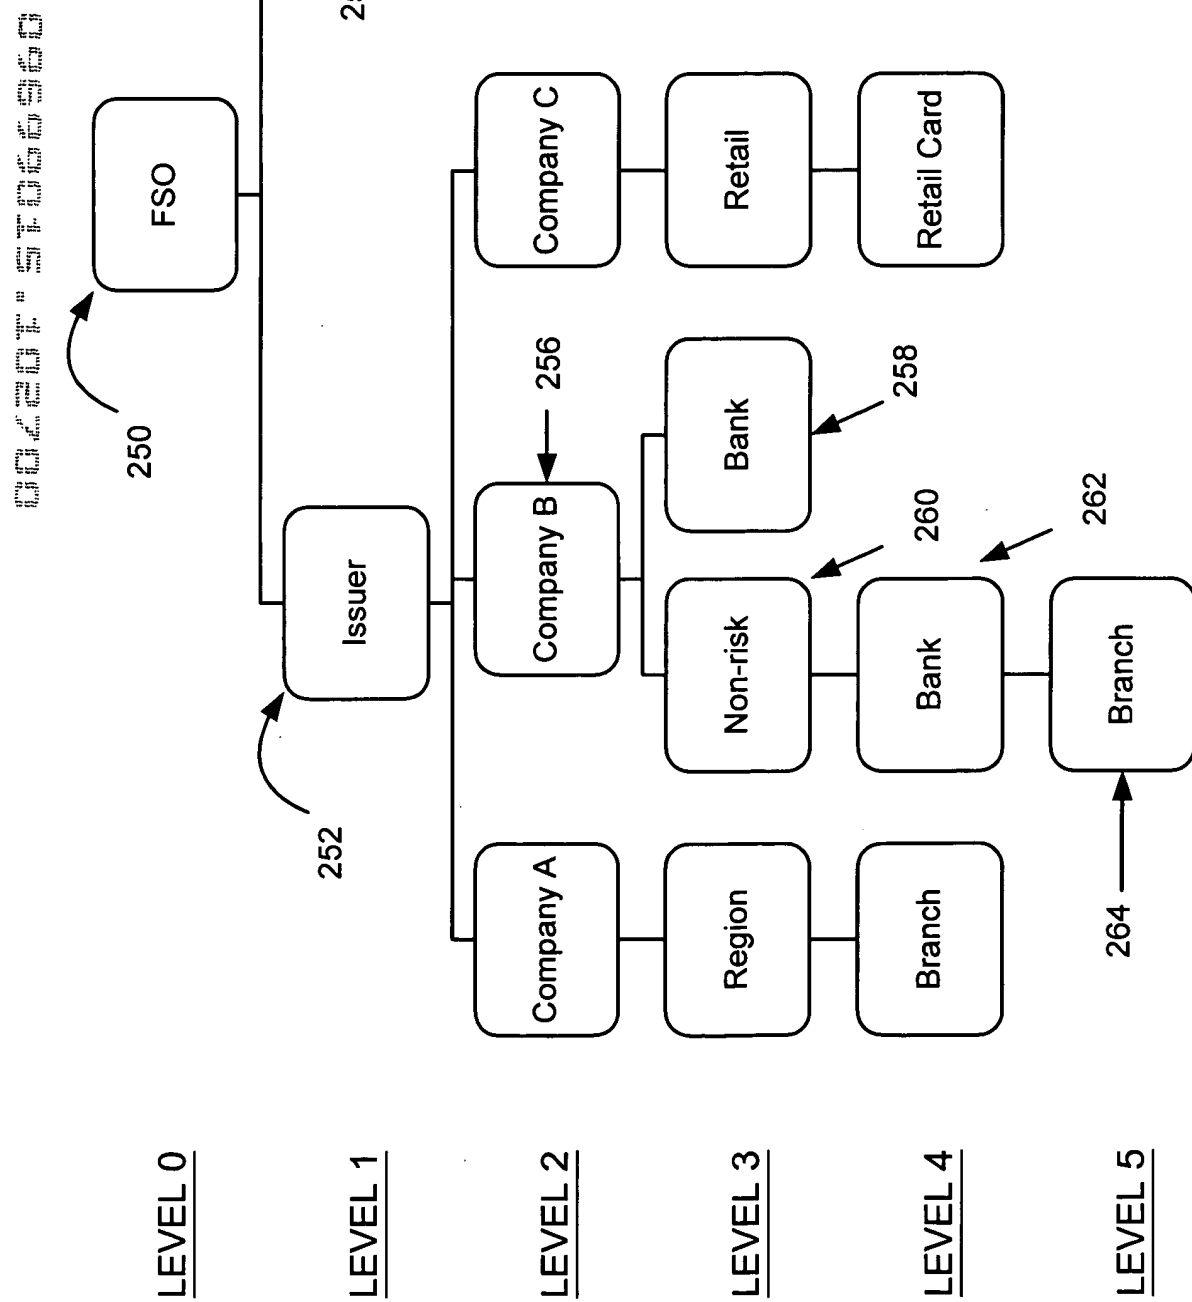 LEVEL 0
250
FSO
LEVEL 1
252
Issuer
LEVEL 2
Company A
Company B
256
Company C
LEVEL 3
Region
Non-risk
260
Bank
258
Retail
LEVEL 4
Branch
Bank
262
Retail Card
LEVEL 5
264
Branch